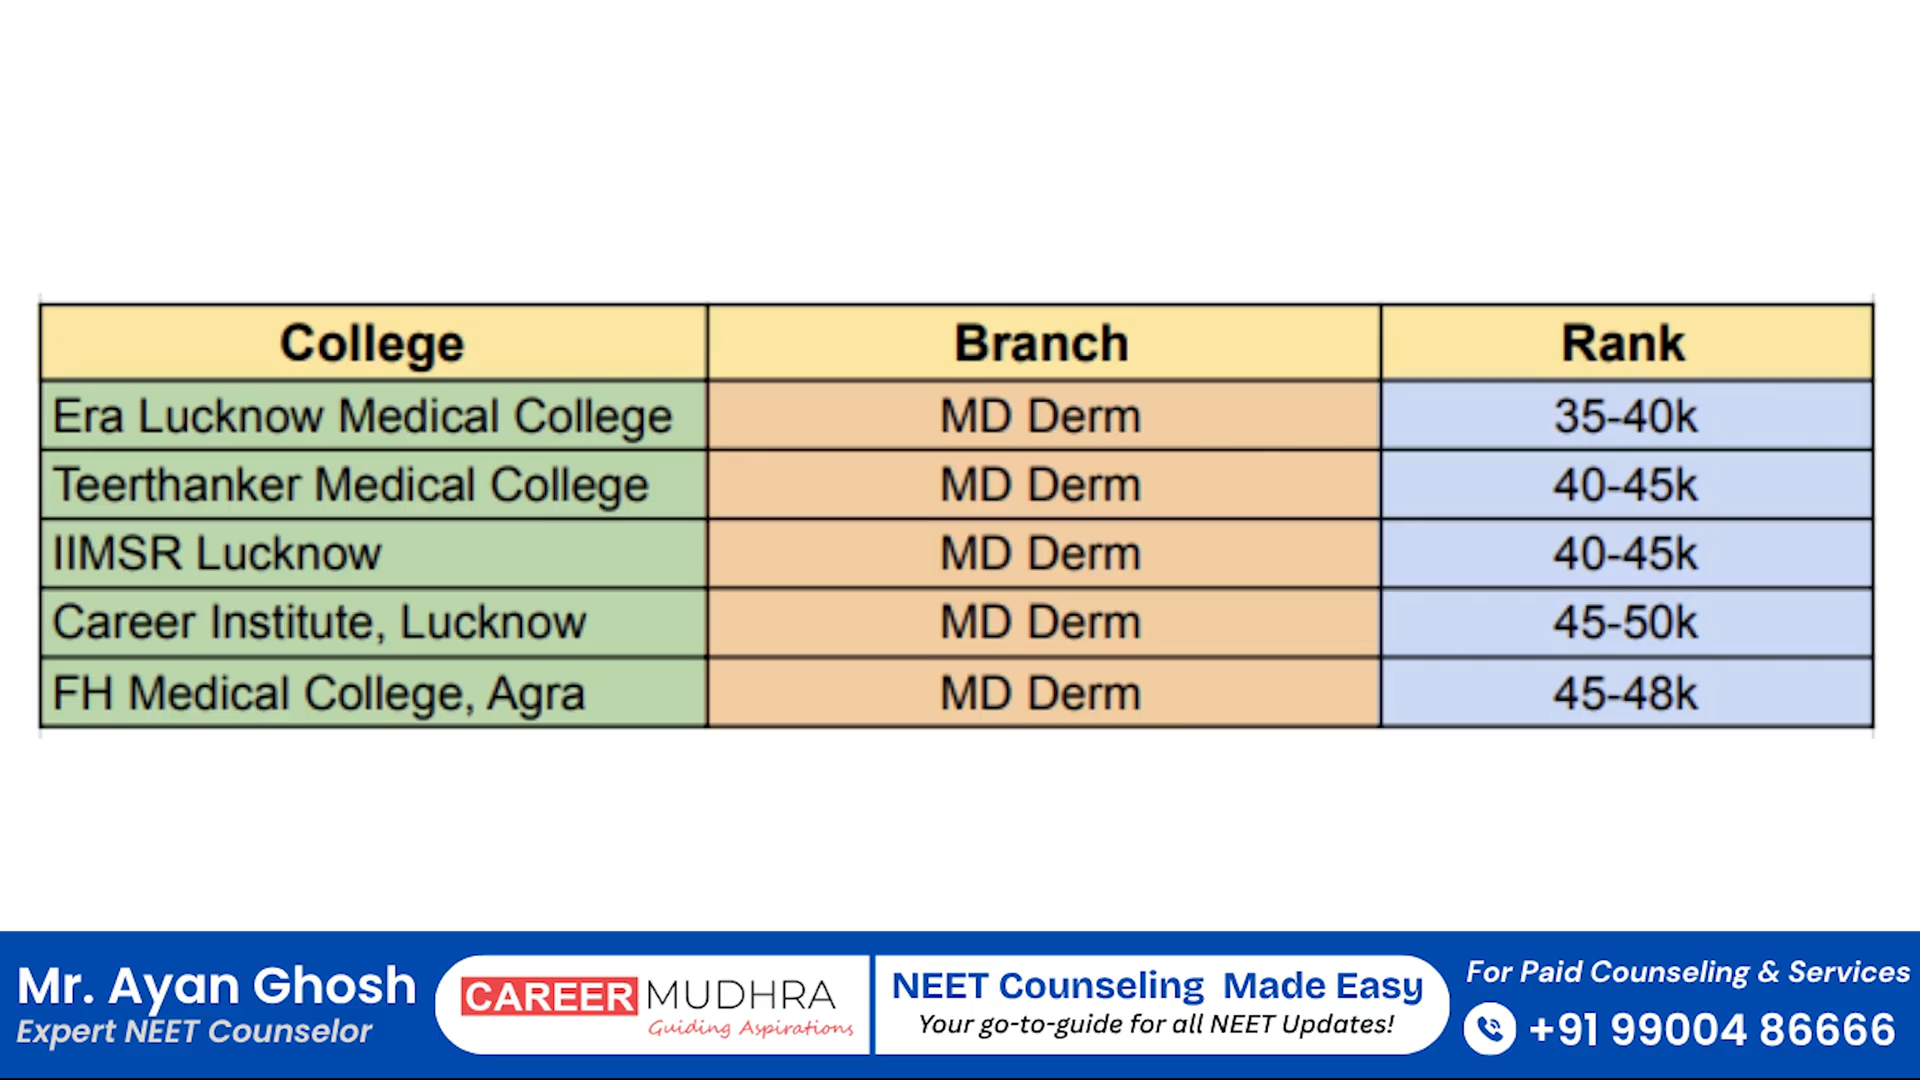 College Branch Rank
Era Lucknow Medical College MD Derm 35-40k
Teerthanker Medical College MD Derm 40-45k
IIMSR Lucknow MD Derm 40-45k
Career Institute, Lucknow MD Derm 45-50k
FH Medical College, Agra MD Derm 45-48k
Mr. Ayan Ghosh
Expert NEET Counselor
CAREER MUDHRA
Guiding Aspirations
NEET Counseling Made Easy
Your go-to-guide for all NEET Updates!
For Paid Counseling & Services
+91 99004 86666